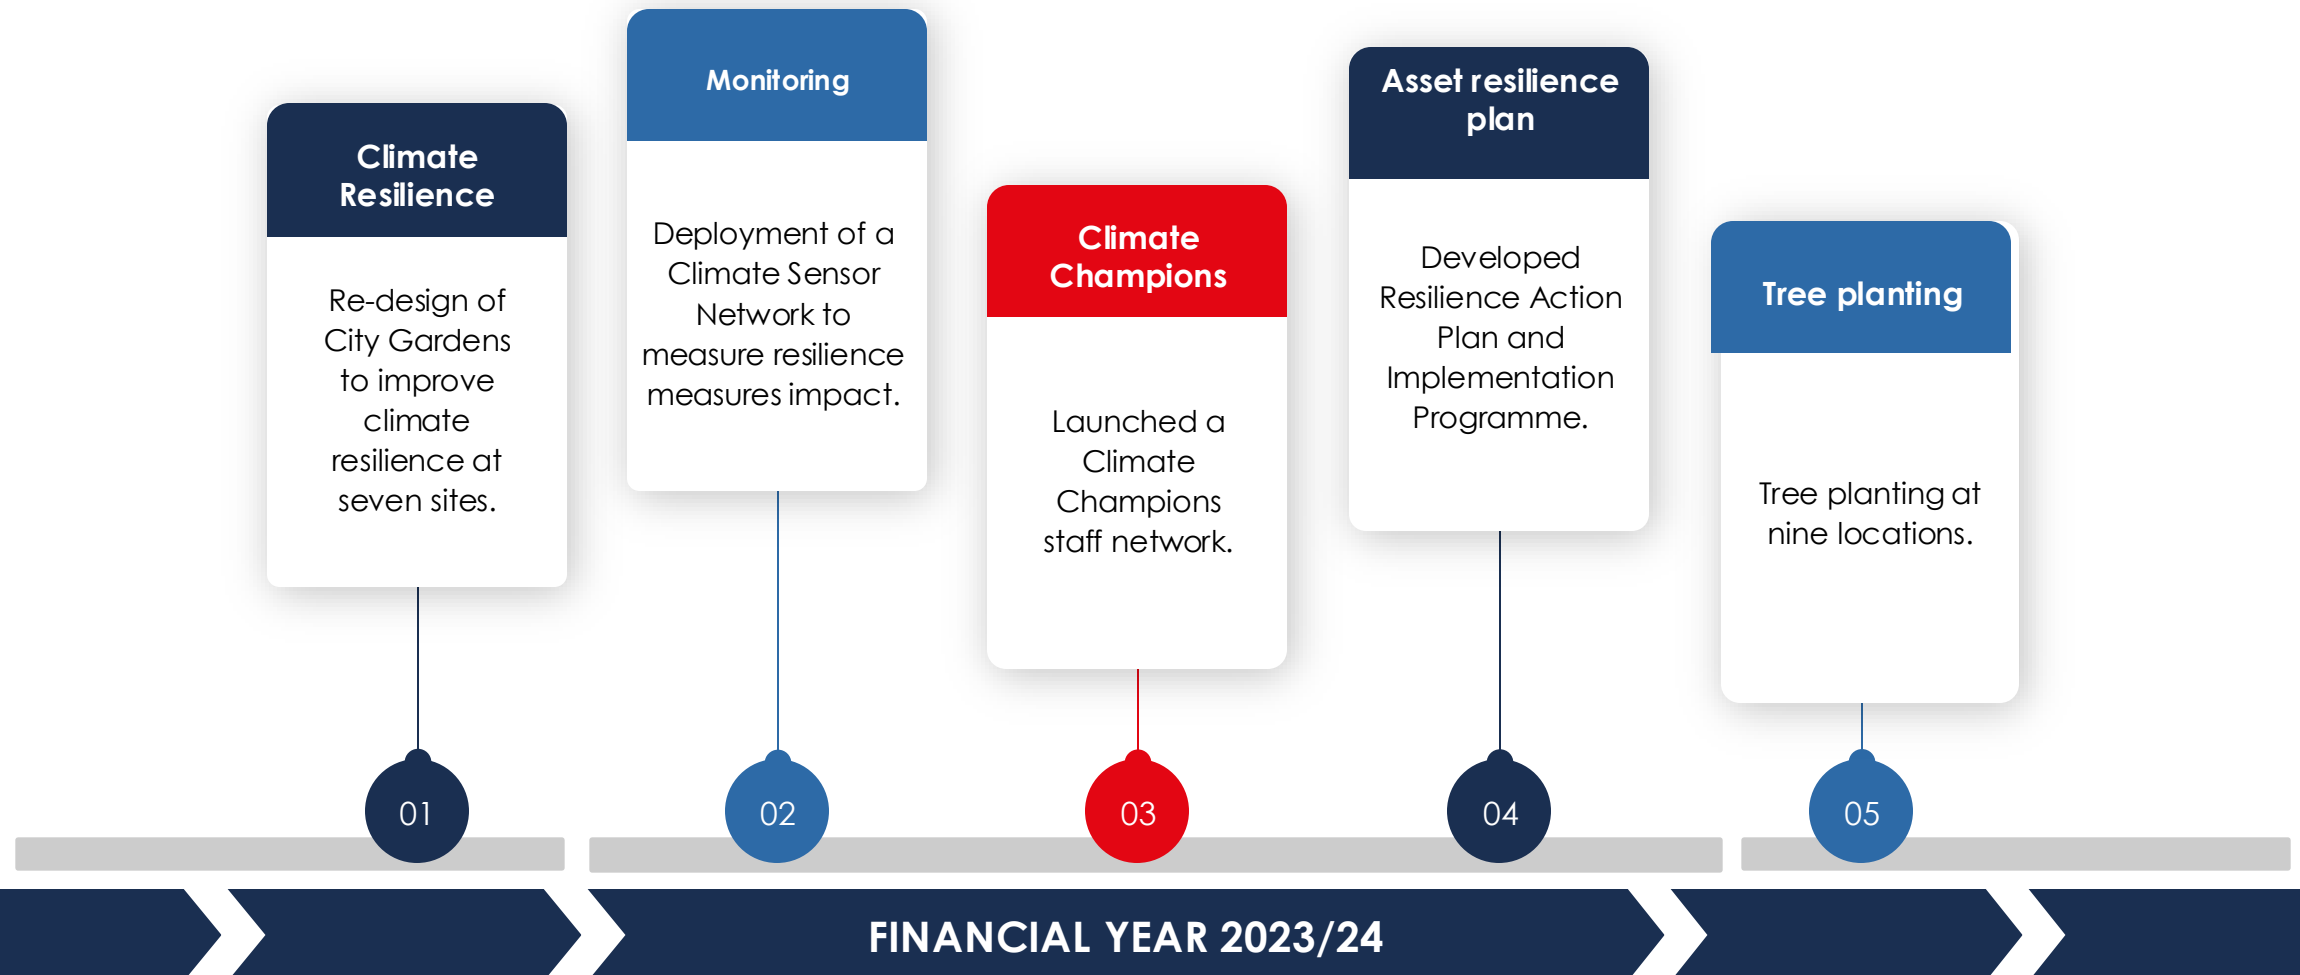 Climate
Resilience
Re-design of
City Gardens
to improve
climate
resilience at
seven sites.
01
Monitoring
Deployment of a
Climate Sensor
Network to
measure resilience
measures impact.
02
Climate
Champions
Launched a
Climate
Champions
staff network.
03
Asset resilience
plan
Developed
Resilience Action
Plan and
Implementation
Programme.
04
Tree planting
Tree planting at
nine locations.
05
FINANCIAL YEAR 2023/24